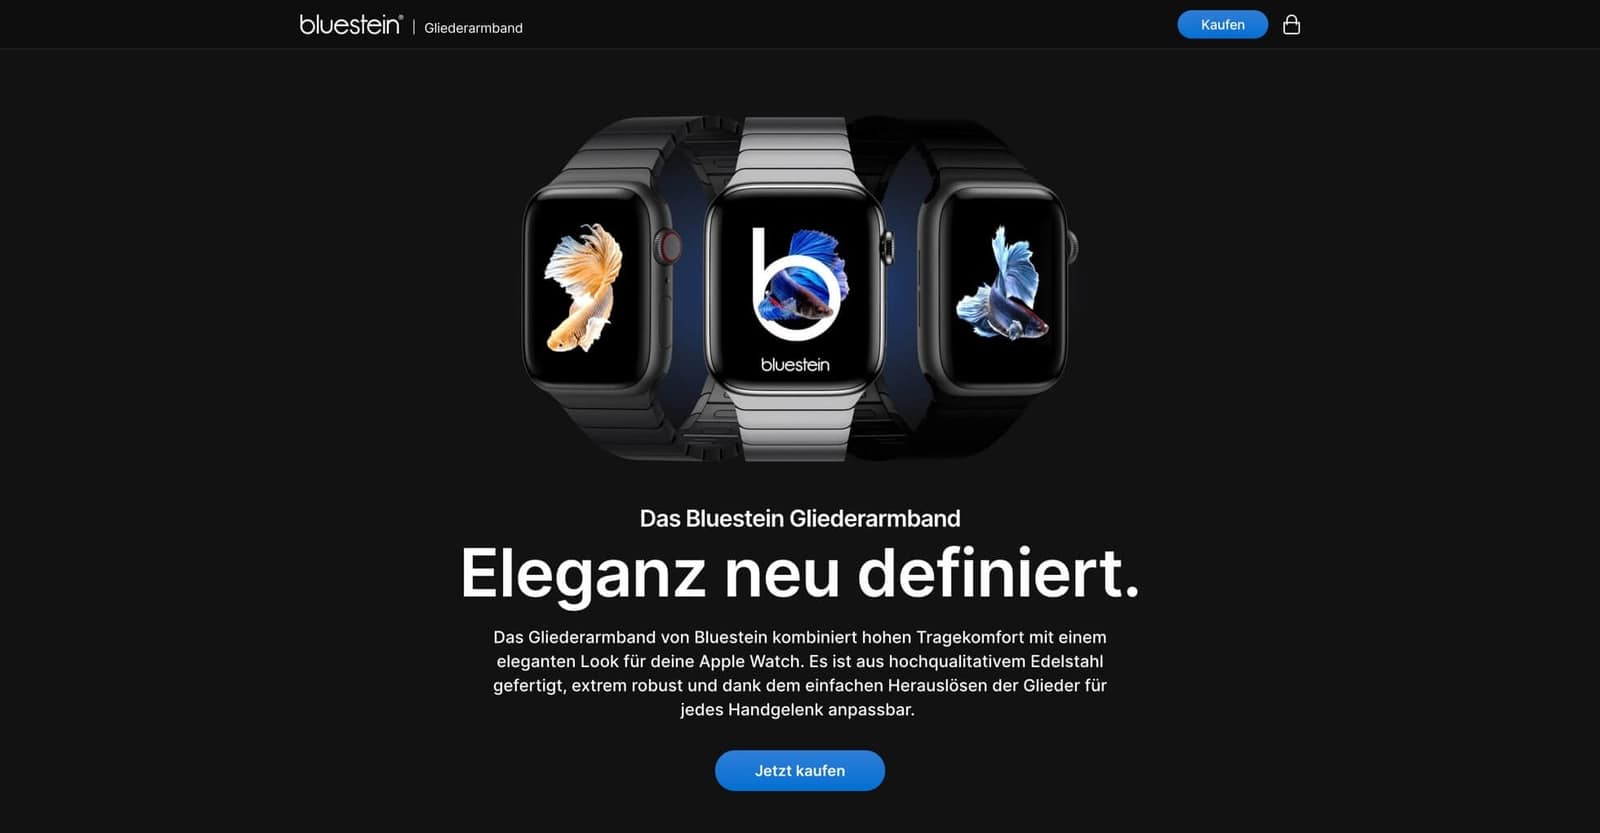 bluestein® | Gliederarmband
Kaufen
b
bluestein
Das Bluestein Gliederarmband
Eleganz neu definiert.
Das Gliederarmband von Bluestein kombiniert hohen Tragekomfort mit einem
eleganten Look für deine Apple Watch. Es ist aus hochqualitativem Edelstahl
gefertigt, extrem robust und dank dem einfachen Herauslösen der Glieder für
jedes Handgelenk anpassbar.
Jetzt kaufen